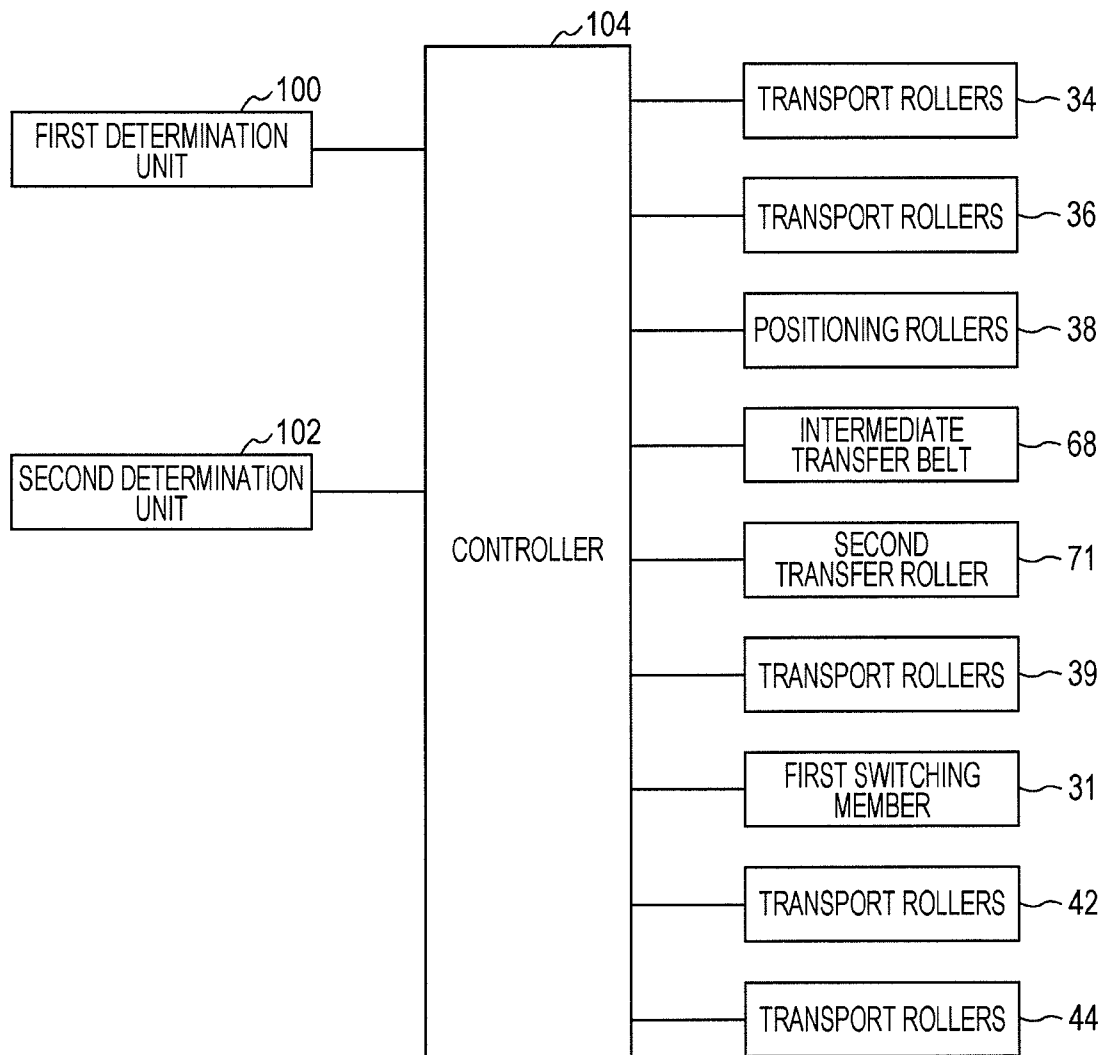 104
100
FIRST DETERMINATION
UNIT
102
SECOND DETERMINATION
UNIT
CONTROLLER
TRANSPORT ROLLERS 34
TRANSPORT ROLLERS 36
POSITIONING ROLLERS 38
INTERMEDIATE
TRANSFER BELT 68
SECOND
TRANSFER ROLLER 71
TRANSPORT ROLLERS 39
FIRST SWITCHING
MEMBER 31
TRANSPORT ROLLERS 42
TRANSPORT ROLLERS 44